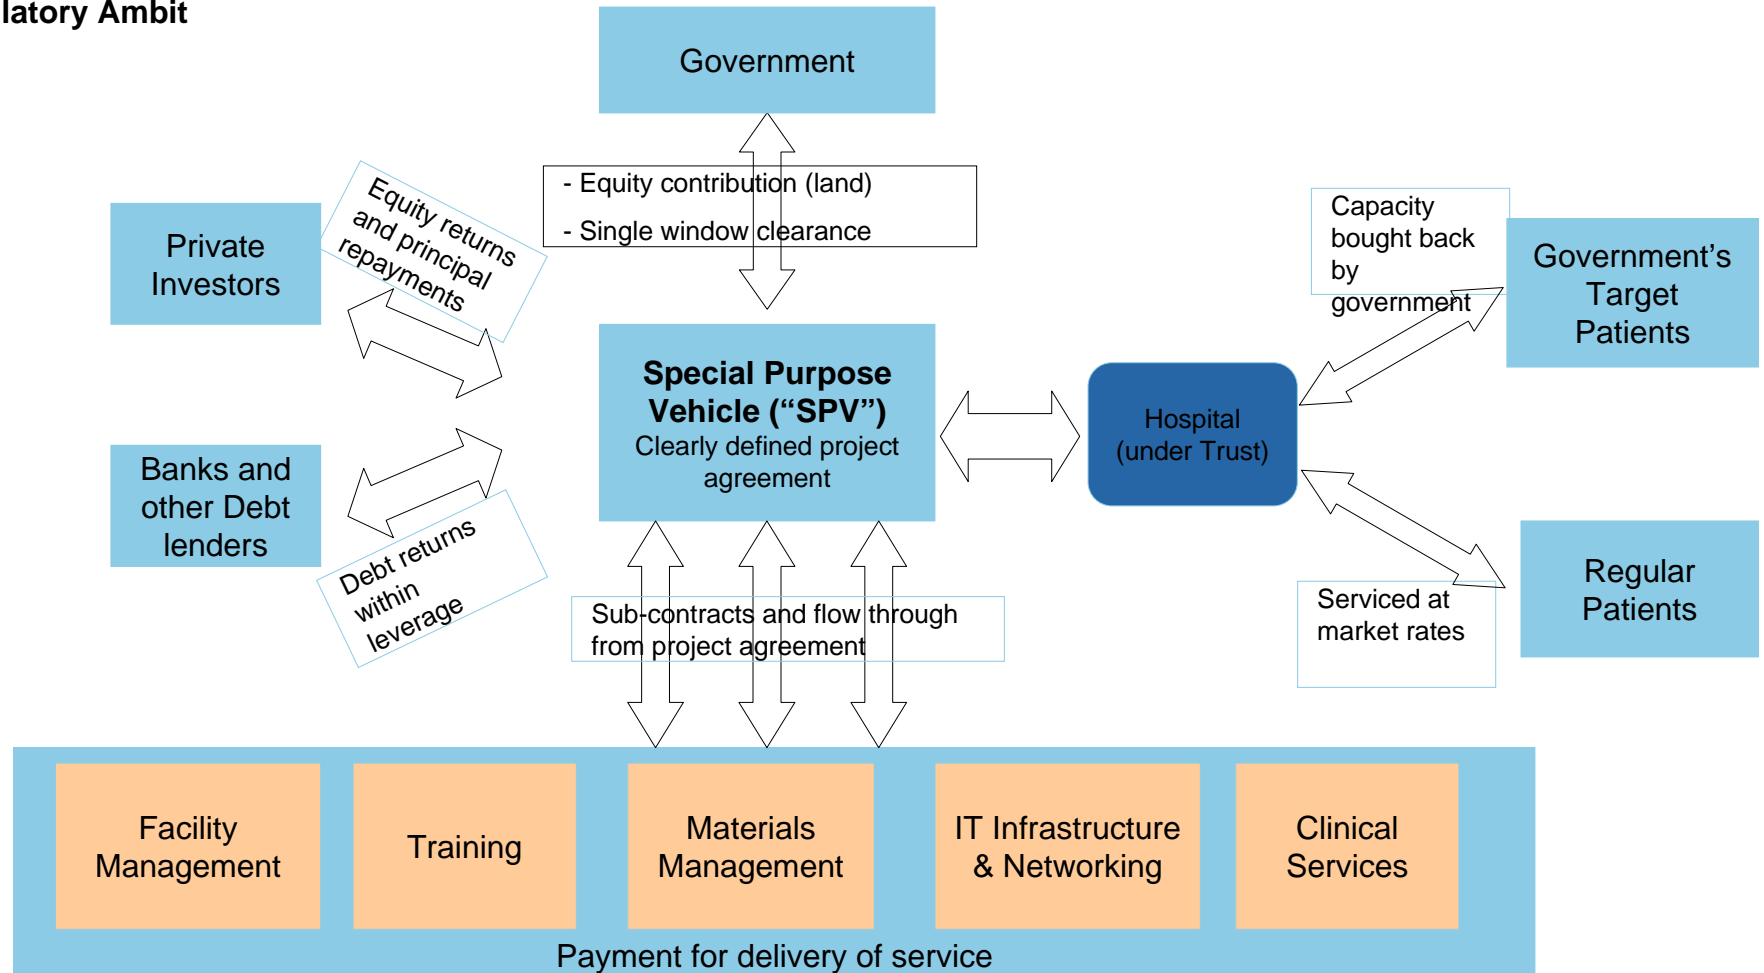 latory Ambit
Government
- Equity contribution (land)
- Single window clearance
Equity returns
and principal
repayments
Private
Investors
Capacity
bought back
by
government
Government’s
Target
Patients
Special Purpose
Vehicle (“SPV”)
Clearly defined project
agreement
Hospital
(under Trust)
Banks and
other Debt
lenders
Debt returns
within
leverage
Sub-contracts and flow through
from project agreement
Serviced at
market rates
Regular
Patients
Facility
Management
Training
Materials
Management
IT Infrastructure
& Networking
Clinical
Services
Payment for delivery of service